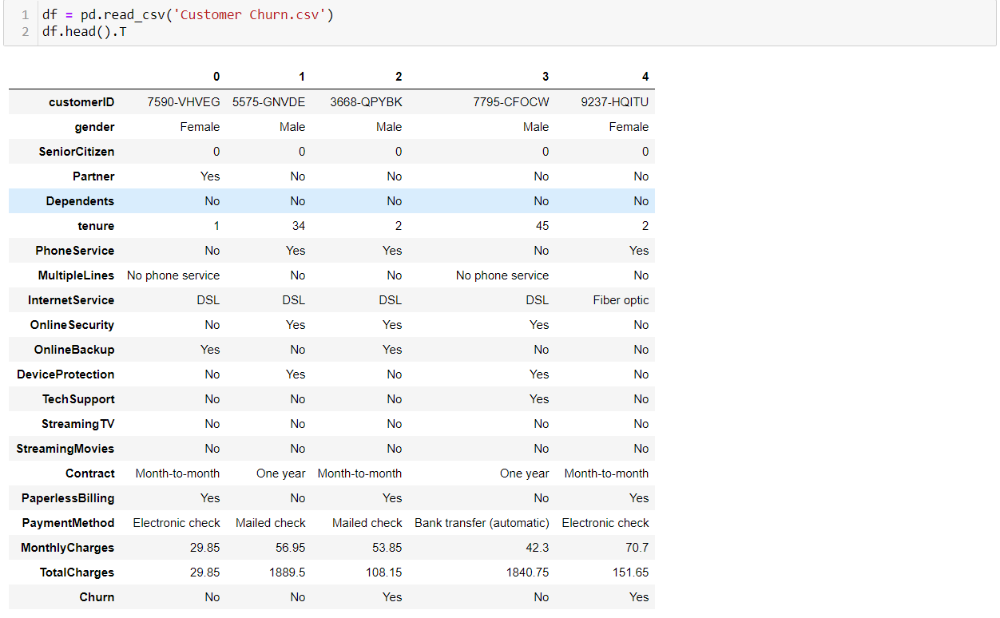 1 df = pd.read_csv('Customer Churn.csv')
2 df.head().T
0 1 2 3 4
customerID 7590-VHVEG 5575-GNVDE 3668-QPYBK 7795-CFOCW 9237-HQITU
gender Female Male Male Male Female
SeniorCitizen 0 0 0 0 0
Partner Yes No No No No
Dependents No No No No No
tenure 1 34 2 45 2
PhoneService No Yes Yes No Yes
MultipleLines No phone service No No No phone service No
InternetService DSL DSL DSL DSL Fiber optic
OnlineSecurity No Yes Yes Yes No
OnlineBackup Yes No Yes No No
DeviceProtection No Yes No Yes No
TechSupport No No No Yes No
StreamingTV No No No No No
StreamingMovies No No No No No
Contract Month-to-month One year Month-to-month One year Month-to-month
PaperlessBilling Yes No Yes No Yes
PaymentMethod Electronic check Mailed check Mailed check Bank transfer (automatic) Electronic check
MonthlyCharges 29.85 56.95 53.85 42.3 70.7
TotalCharges 29.85 1889.5 108.15 1840.75 151.65
Churn No No Yes No Yes